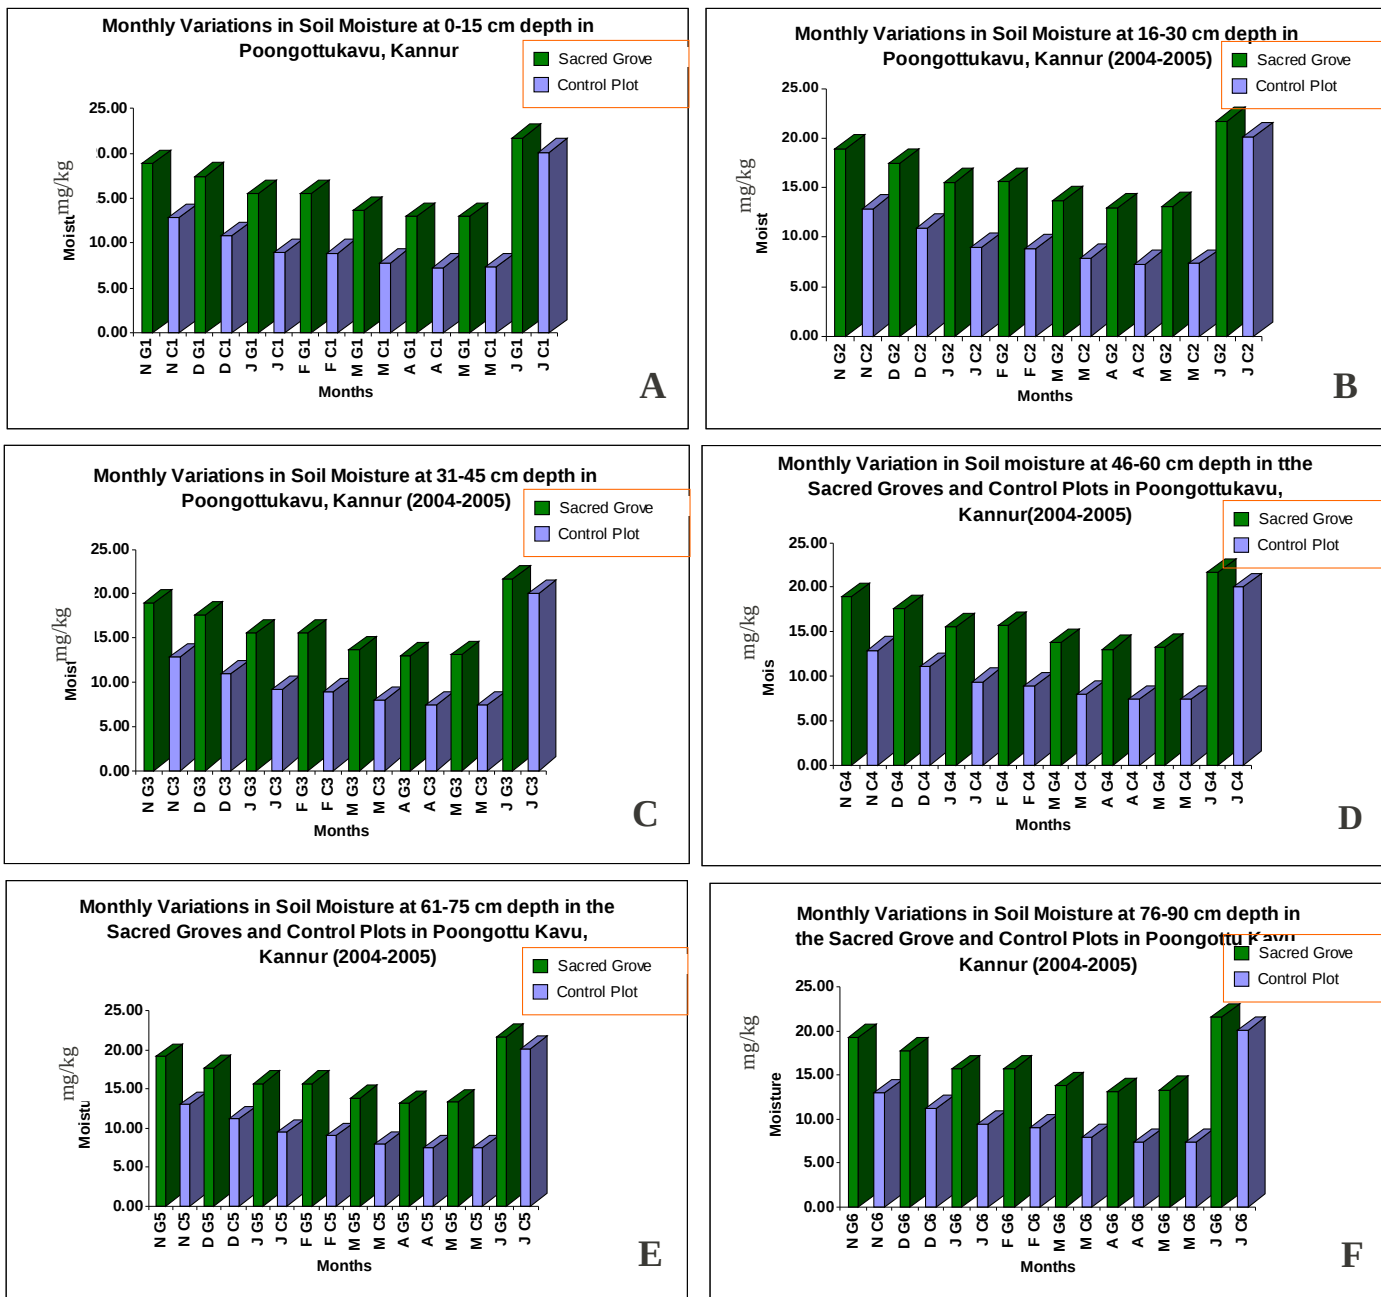 Monthly Variations in Soil Moisture at 0-15 cm depth in
Poongottukavu, Kannur
Sacred Grove
Control Plot
25.00
0.00
5.00
10.00
5.00
0.00
mg/kg
N G1
N C1
D G1
D C1
J G1
J C1
F G1
F C1
M G1
M C1
A G1
A C1
M G1
M C1
J G1
J C1
Months
A
Monthly Variations in Soil Moisture at 16-30 cm depth in
Poongottukavu, Kannur (2004-2005)
Sacred Grove
Control Plot
25.00
20.00
15.00
10.00
5.00
0.00
mg/kg
Moist
N G2
N C2
D G2
D C2
J G2
J C2
F G2
F C2
M G2
M C2
A G2
A C2
M G2
M C2
J G2
J C2
Months
B
Monthly Variations in Soil Moisture at 31-45 cm depth in
Poongottukavu, Kannur (2004-2005)
Sacred Grove
Control Plot
25.00
20.00
15.00
10.00
5.00
0.00
mg/kg
Moist
N G3
N C3
D G3
D C3
J G3
J C3
F G3
F C3
M G3
M C3
A G3
A C3
M G3
M C3
J G3
J C3
Months
C
Monthly Variation in Soil moisture at 46-60 cm depth in tthe
Sacred Groves and Control Plots in Poongottukavu,
Kannur(2004-2005)
Sacred Grove
Control Plot
25.00
20.00
15.00
10.00
5.00
0.00
mg/kg
Mois
N G4
N C4
D G4
D C4
J G4
J C4
F G4
F C4
M G4
M C4
A G4
A C4
M G4
M C4
J G4
J C4
Months
D
Monthly Variations in Soil Moisture at 61-75 cm depth in the
Sacred Groves and Control Plots in Poongottu Kavu,
Kannur (2004-2005)
Sacred Grove
Control Plot
25.00
20.00
15.00
10.00
5.00
0.00
mg/kg
Moistu
N G5
N C5
D G5
D C5
J G5
J C5
F G5
F C5
M G5
M C5
A G5
A C5
M G5
M C5
J G5
J C5
Months
E
Monthly Variations in Soil Moisture at 76-90 cm depth in
the Sacred Grove and Control Plots in Poongottu Kavu
Kannur (2004-2005)
Sacred Grove
Control Plot
25.00
20.00
15.00
10.00
5.00
0.00
mg/kg
Moisture
N G6
N C6
D G6
D C6
J G6
J C6
F G6
F C6
M G6
M C6
A G6
A C6
M G6
M C6
J G6
J C6
Months
F